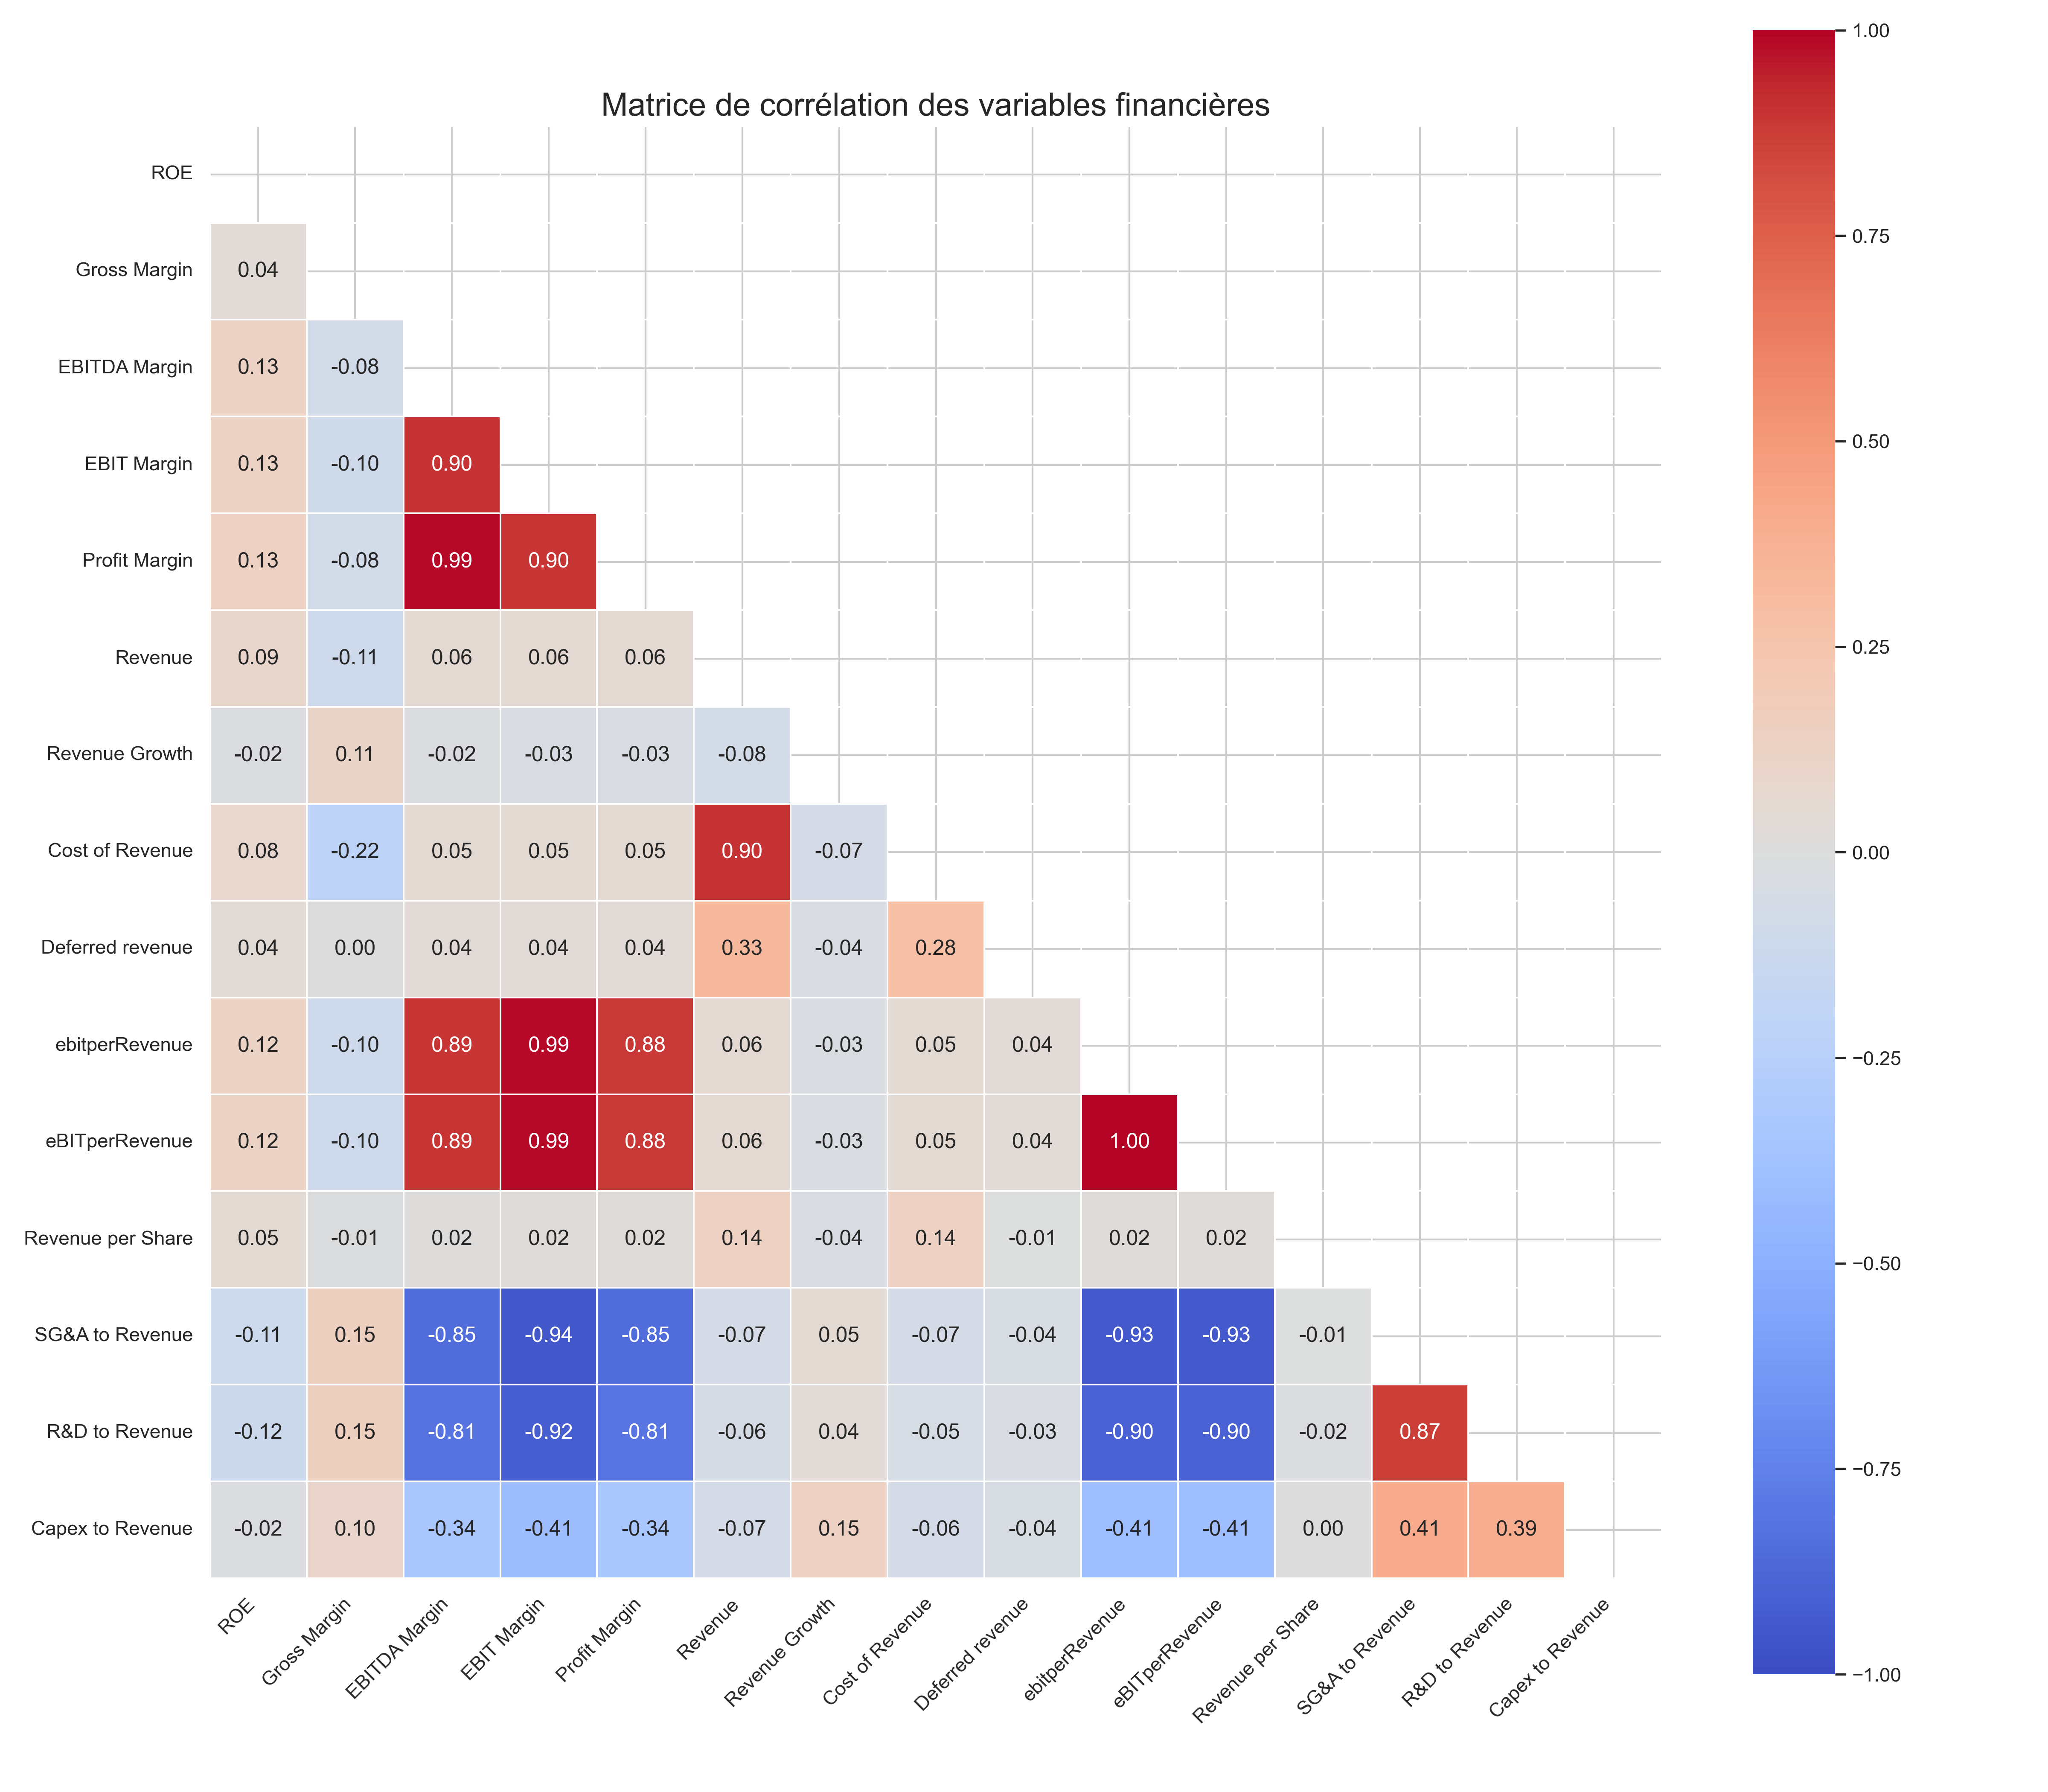 Matrice de corrélation des variables financières
ROE
Gross Margin 0.04
EBITDA Margin 0.13 -0.08
EBIT Margin 0.13 -0.10 0.90
Profit Margin 0.13 -0.08 0.99 0.90
Revenue 0.09 -0.11 0.06 0.06 0.06
Revenue Growth -0.02 0.11 -0.02 -0.03 -0.03 -0.08
Cost of Revenue 0.08 -0.22 0.05 0.05 0.05 0.90 -0.07
Deferred revenue 0.04 0.00 0.04 0.04 0.04 0.33 -0.04 0.28
ebitperRevenue 0.12 -0.10 0.89 0.99 0.88 0.06 -0.03 0.05 0.04
eBITperRevenue 0.12 -0.10 0.89 0.99 0.88 0.06 -0.03 0.05 0.04 1.00
Revenue per Share 0.05 -0.01 0.02 0.02 0.02 0.14 -0.04 0.14 -0.01 0.02 0.02
SG&A to Revenue -0.11 0.15 -0.85 -0.94 -0.85 -0.07 0.05 -0.07 -0.04 -0.93 -0.93 -0.01
R&D to Revenue -0.12 0.15 -0.81 -0.92 -0.81 -0.06 0.04 -0.05 -0.03 -0.90 -0.90 -0.02 0.87
Capex to Revenue -0.02 0.10 -0.34 -0.41 -0.34 -0.07 0.15 -0.06 -0.04 -0.41 -0.41 0.00 0.41 0.39
ROE
Gross Margin
EBITDA Margin
EBIT Margin
Profit Margin
Revenue
Revenue Growth
Cost of Revenue
Deferred revenue
ebitperRevenue
eBITperRevenue
Revenue per Share
SG&A to Revenue
R&D to Revenue
Capex to Revenue
1.00
0.75
0.50
0.25
0.00
−0.25
−0.50
−0.75
−1.00